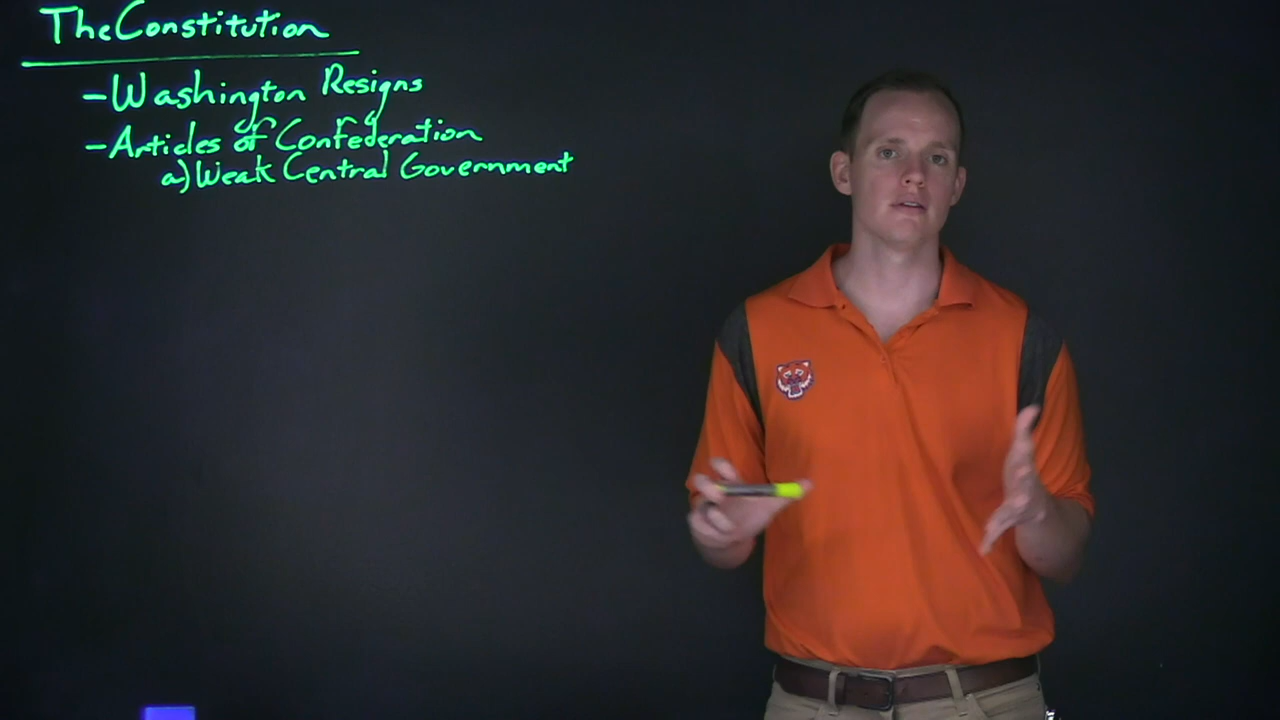 The Constitution
- Washington Resigns
- Articles of Confederation
a) Weak Central Government